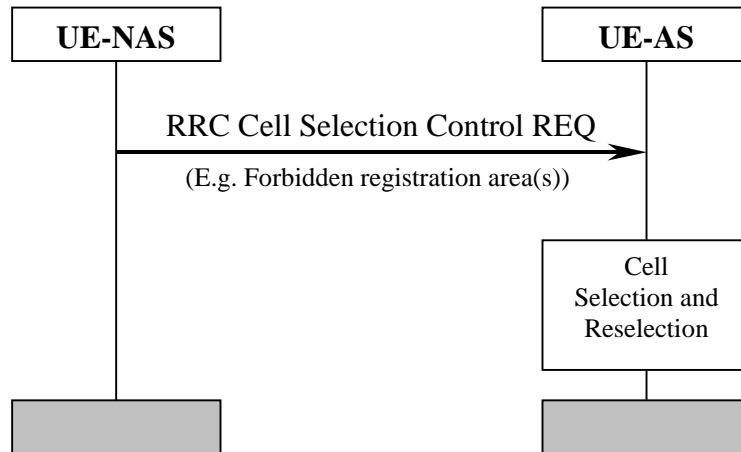 UE-NAS
UE-AS
RRC Cell Selection Control REQ
(E.g. Forbidden registration area(s))
Cell
Selection and
Reselection